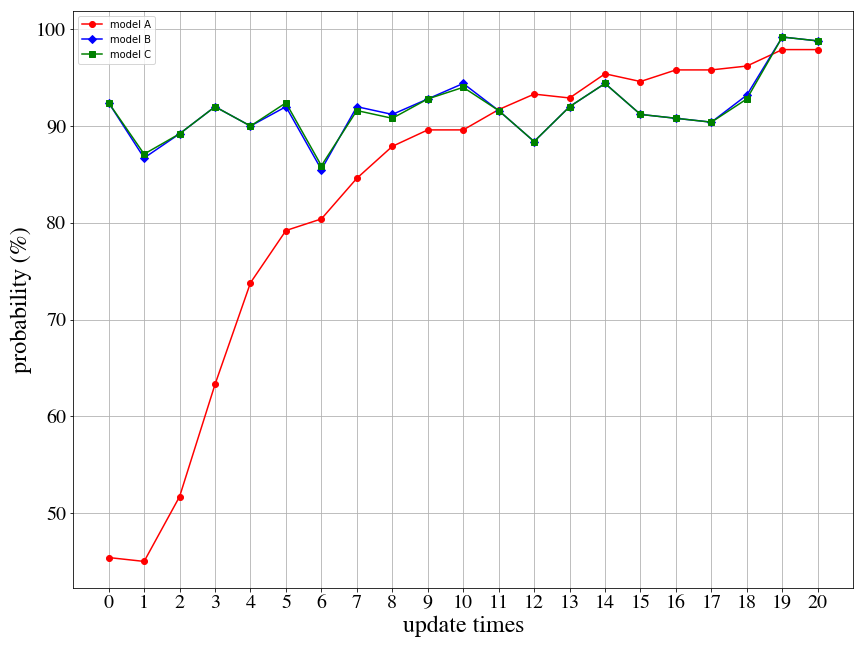 model A
model B
model C
100
90
80
70
60
50
probability (%)
0 1 2 3 4 5 6 7 8 9 10 11 12 13 14 15 16 17 18 19 20
update times